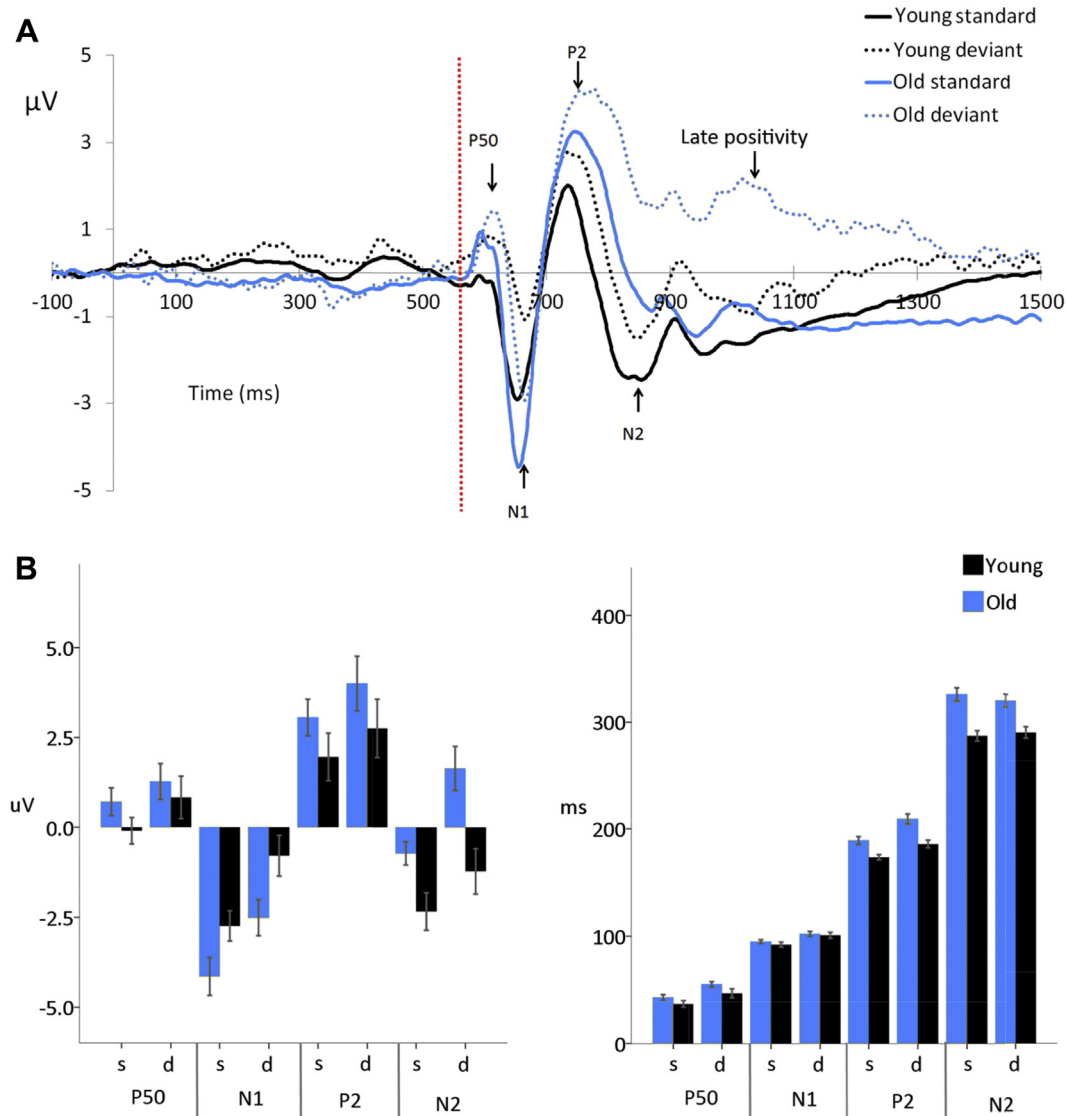 A
5
μV
3
1
-100
100
300
500
700
900
1100
1300
1500
-1
-3
-5
Time (ms)
P50
N1
P2
N2
Late positivity
Young standard
Young deviant
Old standard
Old deviant
B
5.0
2.5
uV
0.0
-2.5
-5.0
s d s d s d s d
P50 N1 P2 N2
Young
Old
400
300
ms
200
100
0
s d s d s d s d
P50 N1 P2 N2